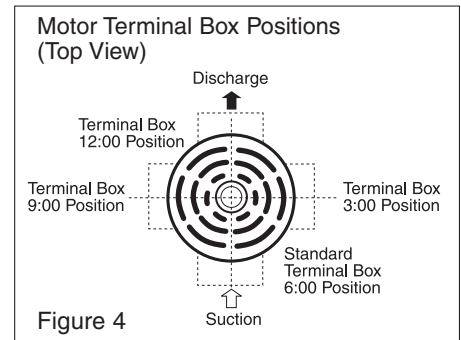 Motor Terminal Box Positions
(Top View)
Discharge
Terminal Box
12:00 Position
Terminal Box
9:00 Position
Terminal Box
3:00 Position
Standard
Terminal Box
6:00 Position
Suction
Figure 4